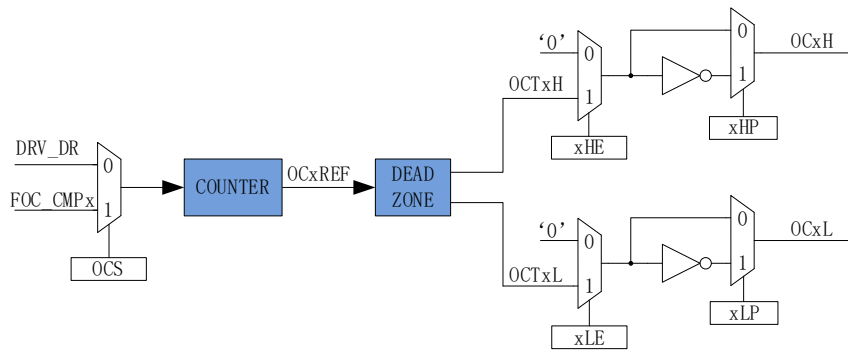 '0'
0
OCTxH
1
xHE
0
1
OCxH
xHP
DRV_DR
0
FOC_CMPx
1
OCS
COUNTER
OCxREF
DEAD
ZONE
'0'
0
OCTxL
1
xLE
0
1
OCxL
xLP